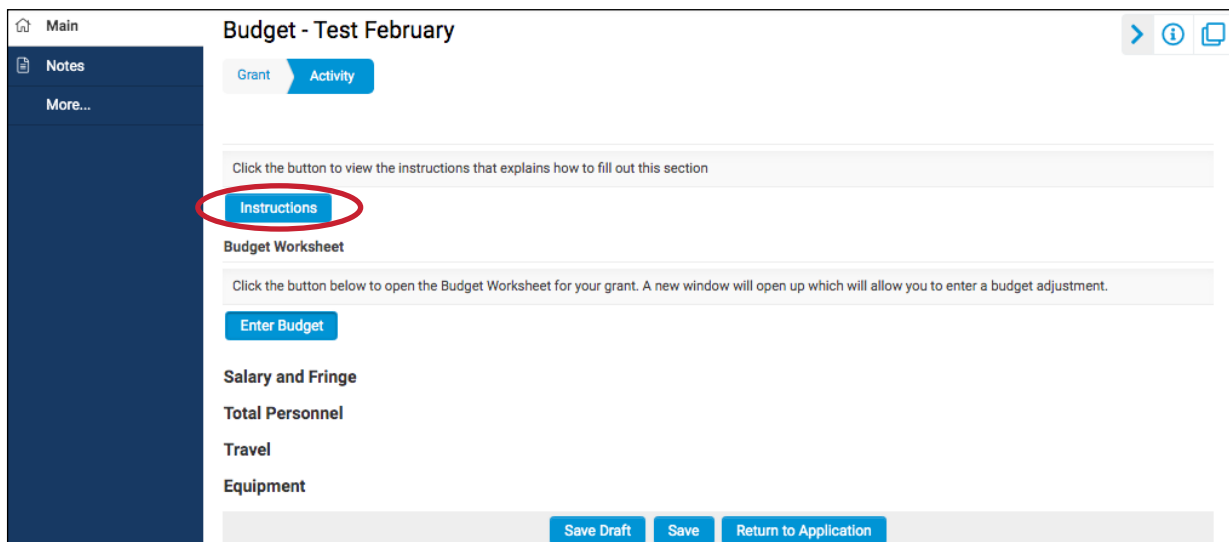 Main
Notes
More...
Budget - Test February
Grant
Activity
Click the button to view the instructions that explains how to fill out this section
Instructions
Budget Worksheet
Click the button below to open the Budget Worksheet for your grant. A new window will open up which will allow you to enter a budget adjustment.
Enter Budget
Salary and Fringe
Total Personnel
Travel
Equipment
Save Draft
Save
Return to Application